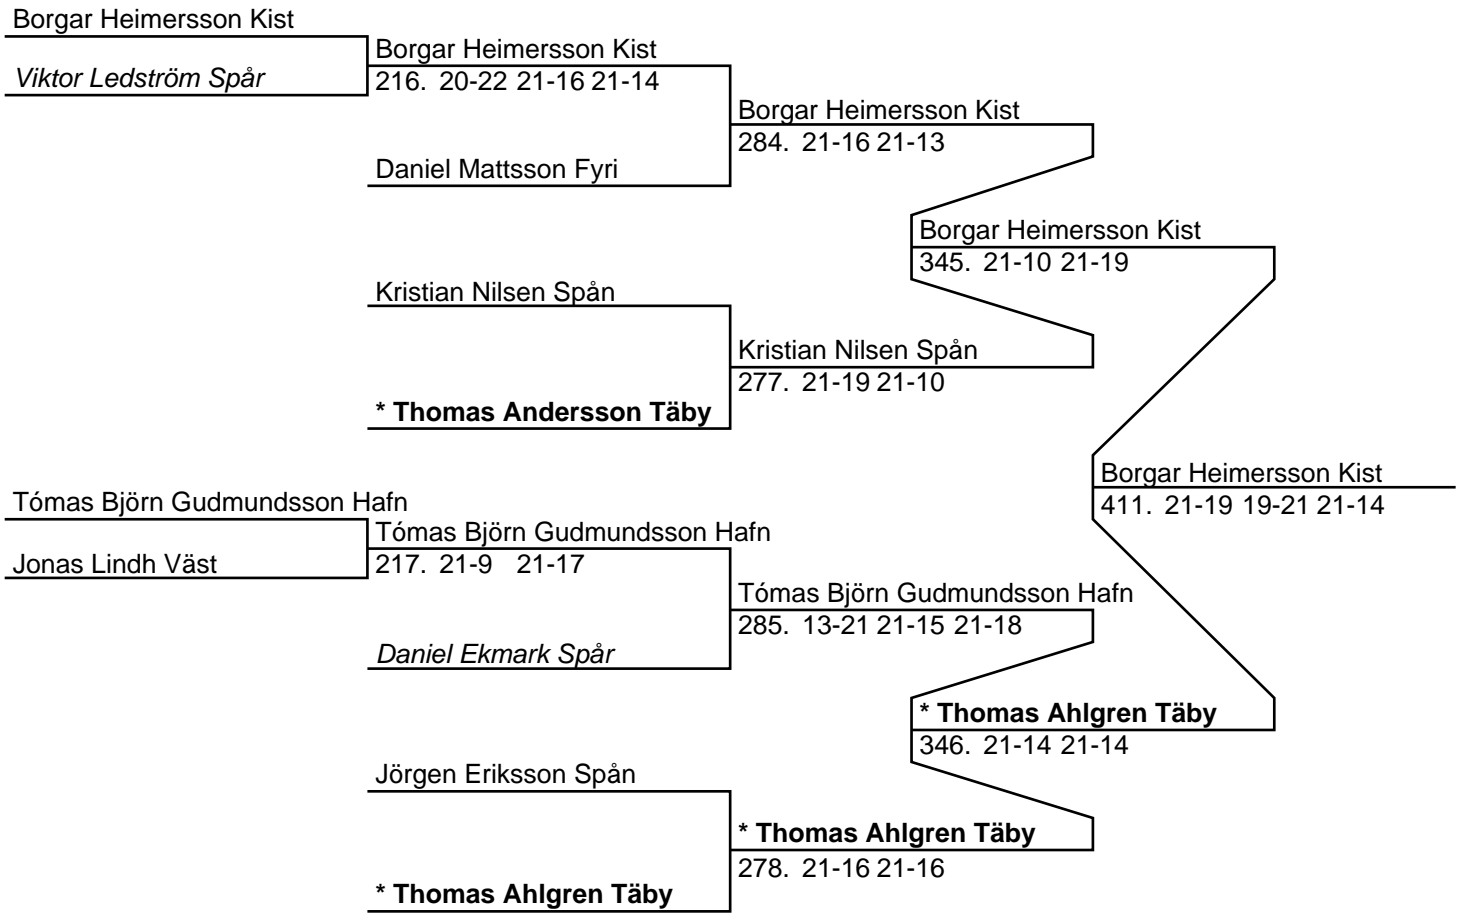 Borgar Heimersson Kist
Viktor Ledström Spår
Borgar Heimersson Kist
216. 20-22 21-16 21-14
Daniel Mattsson Fyri
Borgar Heimersson Kist
284. 21-16 21-13
Kristian Nilsen Spån
* Thomas Andersson Täby
Kristian Nilsen Spån
277. 21-19 21-10
Borgar Heimersson Kist
345. 21-10 21-19
Tómas Björn Gudmundsson Hafn
Jonas Lindh Väst
Tómas Björn Gudmundsson Hafn
217. 21-9 21-17
Daniel Ekmark Spår
Tómas Björn Gudmundsson Hafn
285. 13-21 21-15 21-18
Jörgen Eriksson Spån
* Thomas Ahlgren Täby
* Thomas Ahlgren Täby
278. 21-16 21-16
* Thomas Ahlgren Täby
346. 21-14 21-14
Borgar Heimersson Kist
411. 21-19 19-21 21-14